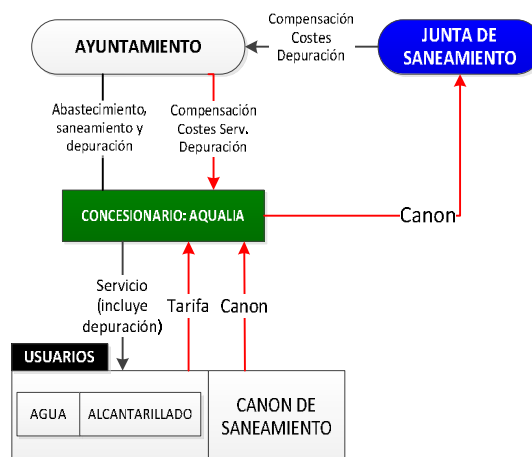 AYUNTAMIENTO
Compensación
Costes
Depuración
JUNTA DE
SANEAMIENTO
Abastecimiento,
saneamiento y
depuración
Compensación
Costes Serv.
Depuración
CONCESIONARIO: AQUALIA
Canon
Servicio
(incluye
depuración)
Tarifa
Canon
USUARIOS
AGUA
ALCANTARILLADO
CANON DE
SANEAMIENTO